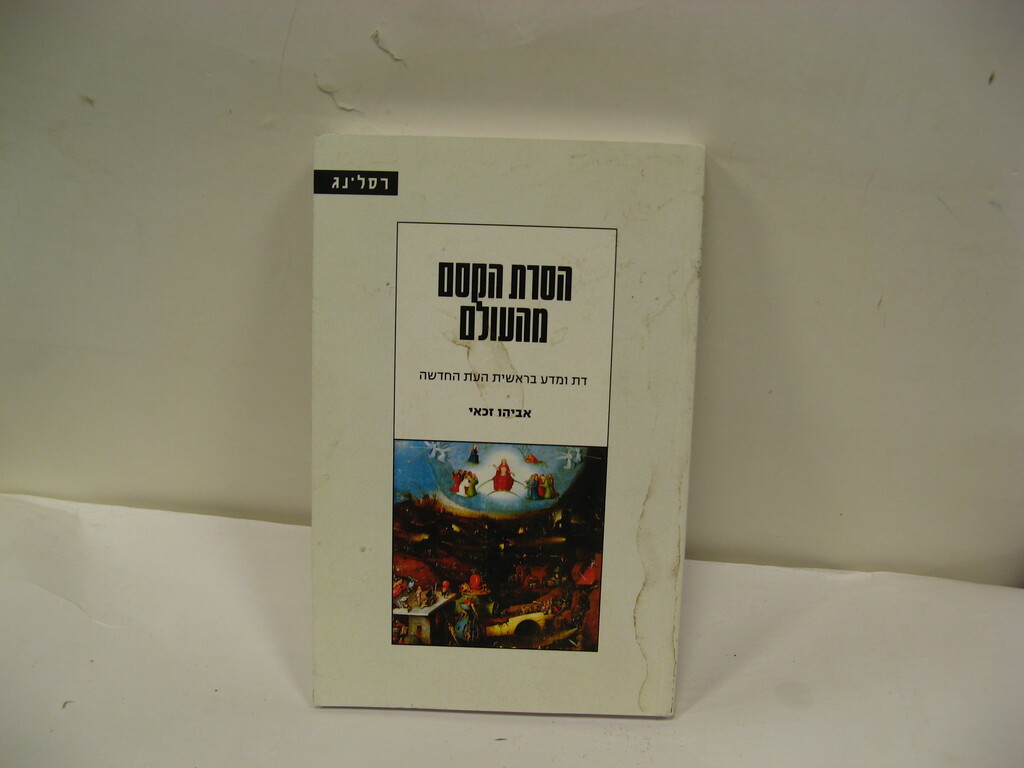 רסלינג
הסרת הקסם
מהעולם
דת ומדע בראשית העת החדשה
אביהו זכאי